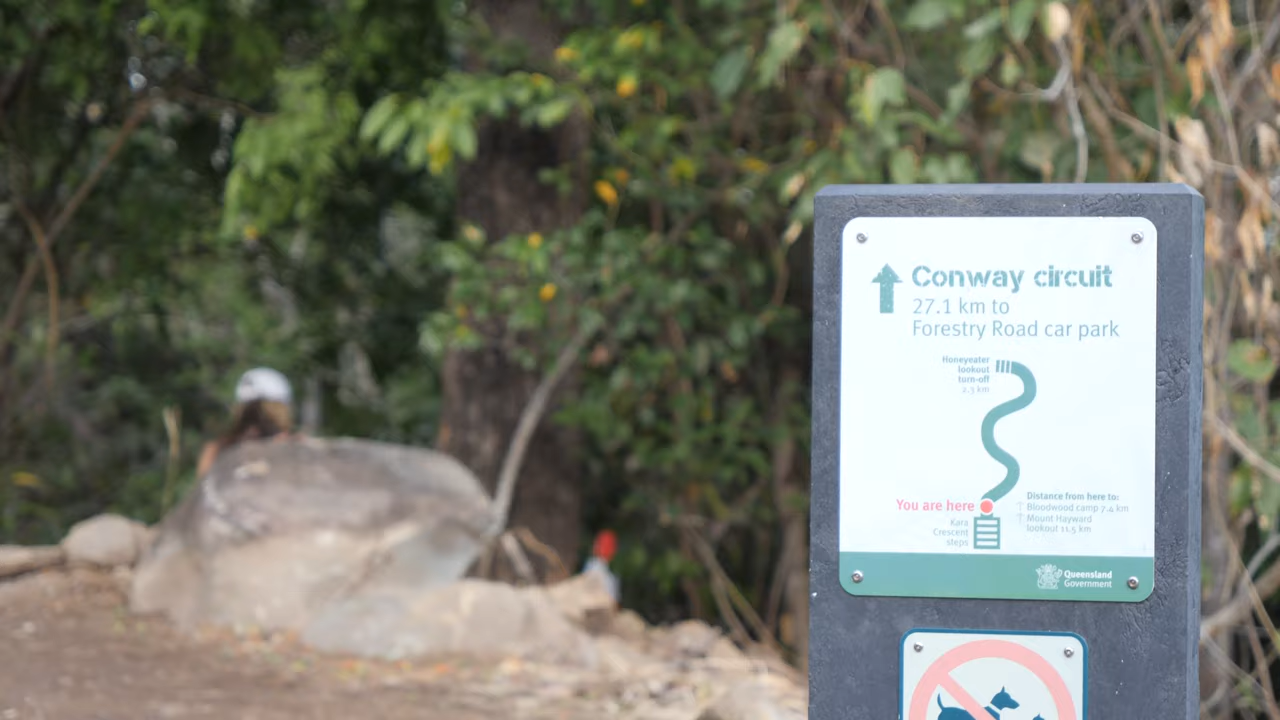 Conway circuit
27.1 km to
Forestry Road car park
Honeyeater
lookout
turn-off
2.3 km
You are here
Kara
Crescent
steps
Distance from here to:
↑ Bloodwood camp 7.4 km
↑ Mount Hayward
lookout 11.5 km
Queensland
Government